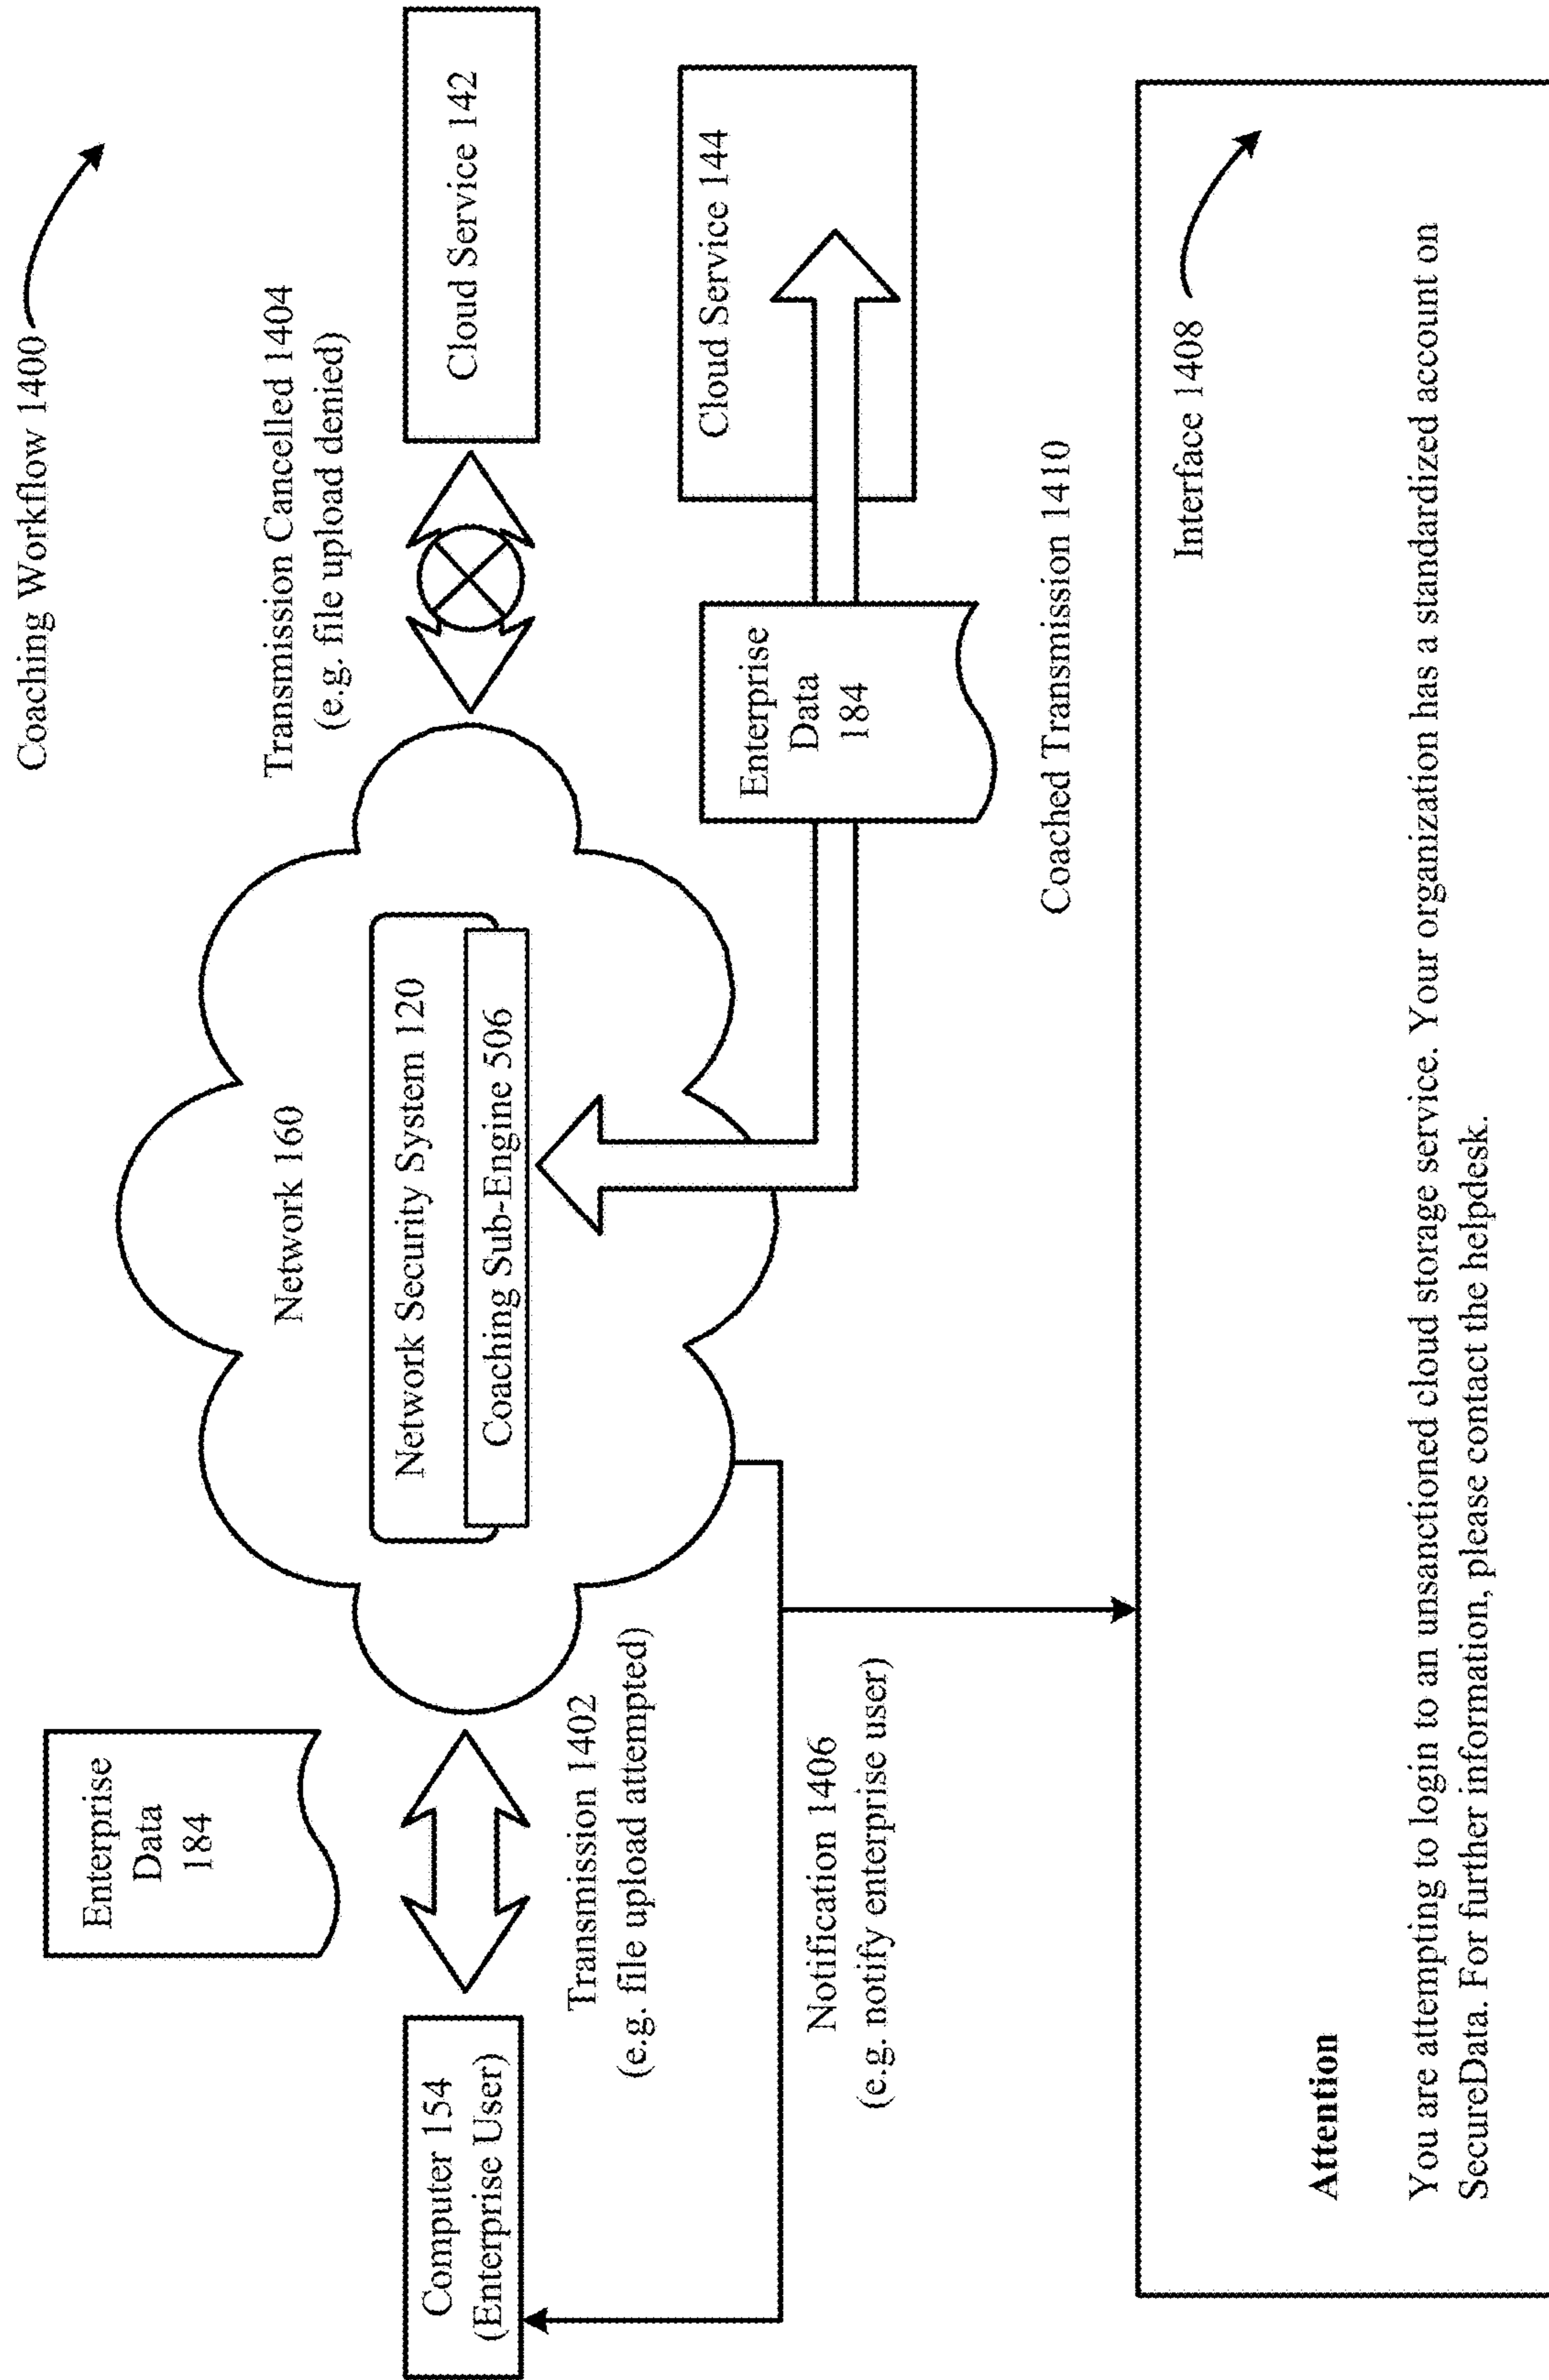 Coaching Workflow 1400
Enterprise
Data
184
Transmission Cancelled 1404
(e.g. file upload denied)
Network 160
Computer 154
(Enterprise User)
Network Security System 120
Coaching Sub-Engine 506
Cloud Service 142
Transmission 1402
(e.g. file upload attempted)
Cloud Service 144
Enterprise
Data
184
Notification 1406
(e.g. notify enterprise user)
Coached Transmission 1410
Interface 1408
Attention
You are attempting to login to an unsanctioned cloud storage service. Your organization has a standardized account on
SecureData. For further information, please contact the helpdesk.